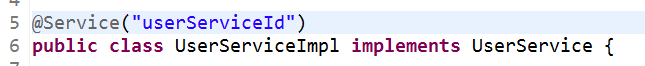 5 @Service("userServiceId")
6 public class UserServiceImpl implements UserService {